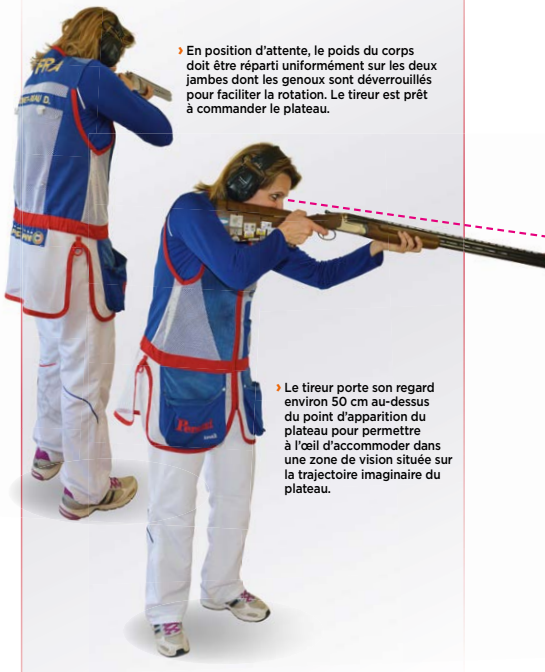 › En position d'attente, le poids du corps
doit être réparti uniformément sur les deux
jambes dont les genoux sont déverrouillés
pour faciliter la rotation. Le tireur est prêt
à commander le plateau.
FRA
› Le tireur porte son regard
environ 50 cm au-dessus
du point d'apparition du
plateau pour permettre
à l'œil d'accommoder dans
une zone de vision située sur
la trajectoire imaginaire du
plateau.